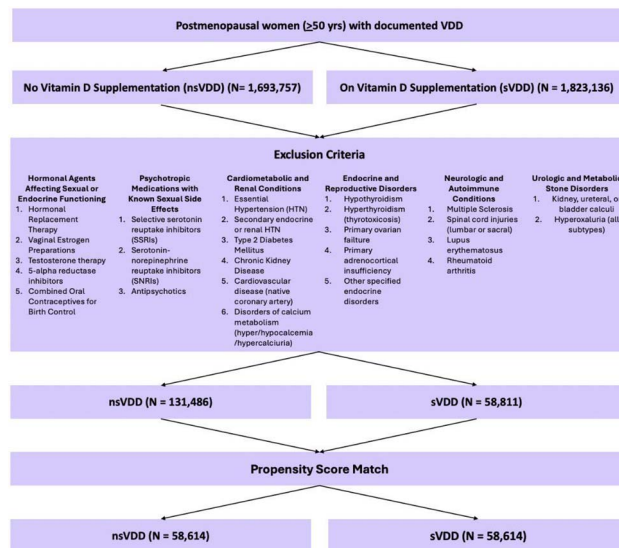 Postmenopausal women (≥50 yrs) with documented VDD
No Vitamin D Supplementation (nsVDD) (N= 1,693,757)
On Vitamin D Supplementation (sVDD) (N = 1,823,136)
Exclusion Criteria
Hormonal Agents
Affecting Sexual or
Endocrine Functioning
1. Hormonal
Replacement
Therapy
2. Vaginal Estrogen
Preparations
3. Testosterone therapy
4. 5-alpha reductase
inhibitors
5. Combined Oral
Contraceptives for
Birth Control
Psychotropic
Medications with
Known Sexual Side
Effects
1. Selective serotonin
reuptake inhibitors
(SSRIs)
2. Serotonin-
norepinephrine
reuptake inhibitors
(SNRIs)
3. Antipsychotics
Cardiometabolic and
Renal Conditions
1. Essential
Hypertension (HTN)
2. Secondary endocrine
or renal HTN
3. Type 2 Diabetes
Mellitus
4. Chronic Kidney
Disease
5. Cardiovascular
disease (native
coronary artery)
6. Disorders of calcium
metabolism
(hyper/hypocalcemia
/hypercalciuria)
Endocrine and
Reproductive Disorders
1. Hypothyroidism
2. Hyperthyroidism
(thyrotoxicosis)
3. Primary ovarian
failture
4. Primary
adrenocortical
insufficiency
5. Other specified
endocrine
disorders
Neurologic and
Autoimmune
Conditions
1. Multiple Sclerosis
2. Spinal cord injuries
(lumbar or sacral)
3. Lupus
erythematosus
4. Rheumatoid
arthritis
Urologic and Metabolic
Stone Disorders
1. Kidney, ureteral, o
bladder calculi
2. Hyperoxaluria (all
subtypes)
nsVDD (N = 131,486)
sVDD (N = 58,811)
Propensity Score Match
nsVDD (N = 58,614)
sVDD (N = 58,614)